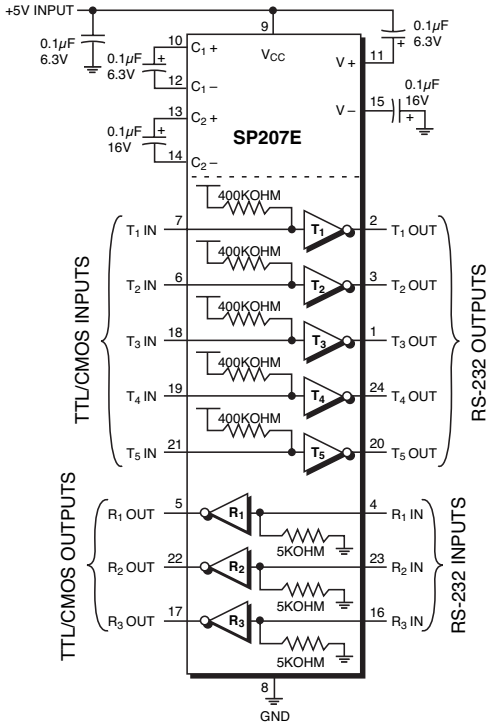 +5V INPUT
0.1µF
6.3V
9
VCC
0.1µF
6.3V
+
10
C1 +
0.1µF
6.3V
+
12
C1 –
V +
11
13
C2 +
0.1µF
16V
+
14
C2 –
V –
15
0.1µF
16V
+
SP207E
400KOHM
T1 IN
7
T1
2
T1 OUT
400KOHM
T2 IN
6
T2
3
T2 OUT
400KOHM
T3 IN
18
T3
1
T3 OUT
400KOHM
T4 IN
19
T4
24
T4 OUT
400KOHM
T5 IN
21
T5
20
T5 OUT
TTL/CMOS INPUTS
RS-232 OUTPUTS
R1 OUT
5
R1
4
R1 IN
5KOHM
R2 OUT
22
R2
23
R2 IN
5KOHM
R3 OUT
17
R3
16
R3 IN
5KOHM
TTL/CMOS OUTPUTS
RS-232 INPUTS
8
GND